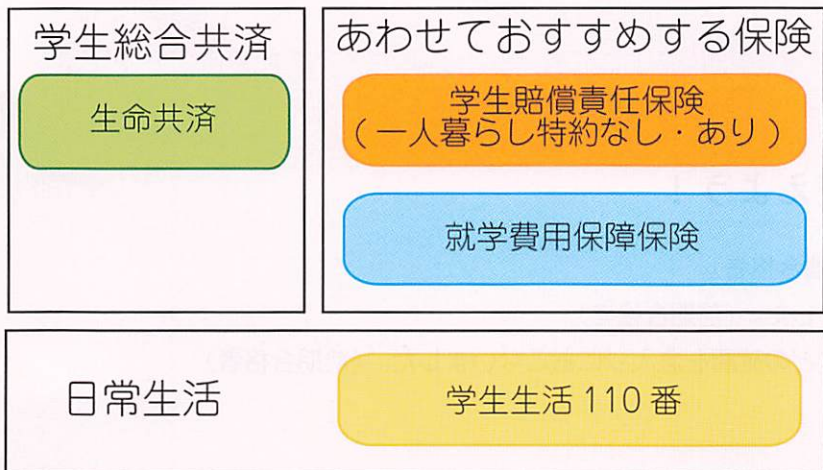 学生総合共済
生命共済
あわせておすすめする保険
学生賠償責任保険
（一人暮らし特約なし・あり）
就学費用保障保険
日常生活
学生生活 110 番